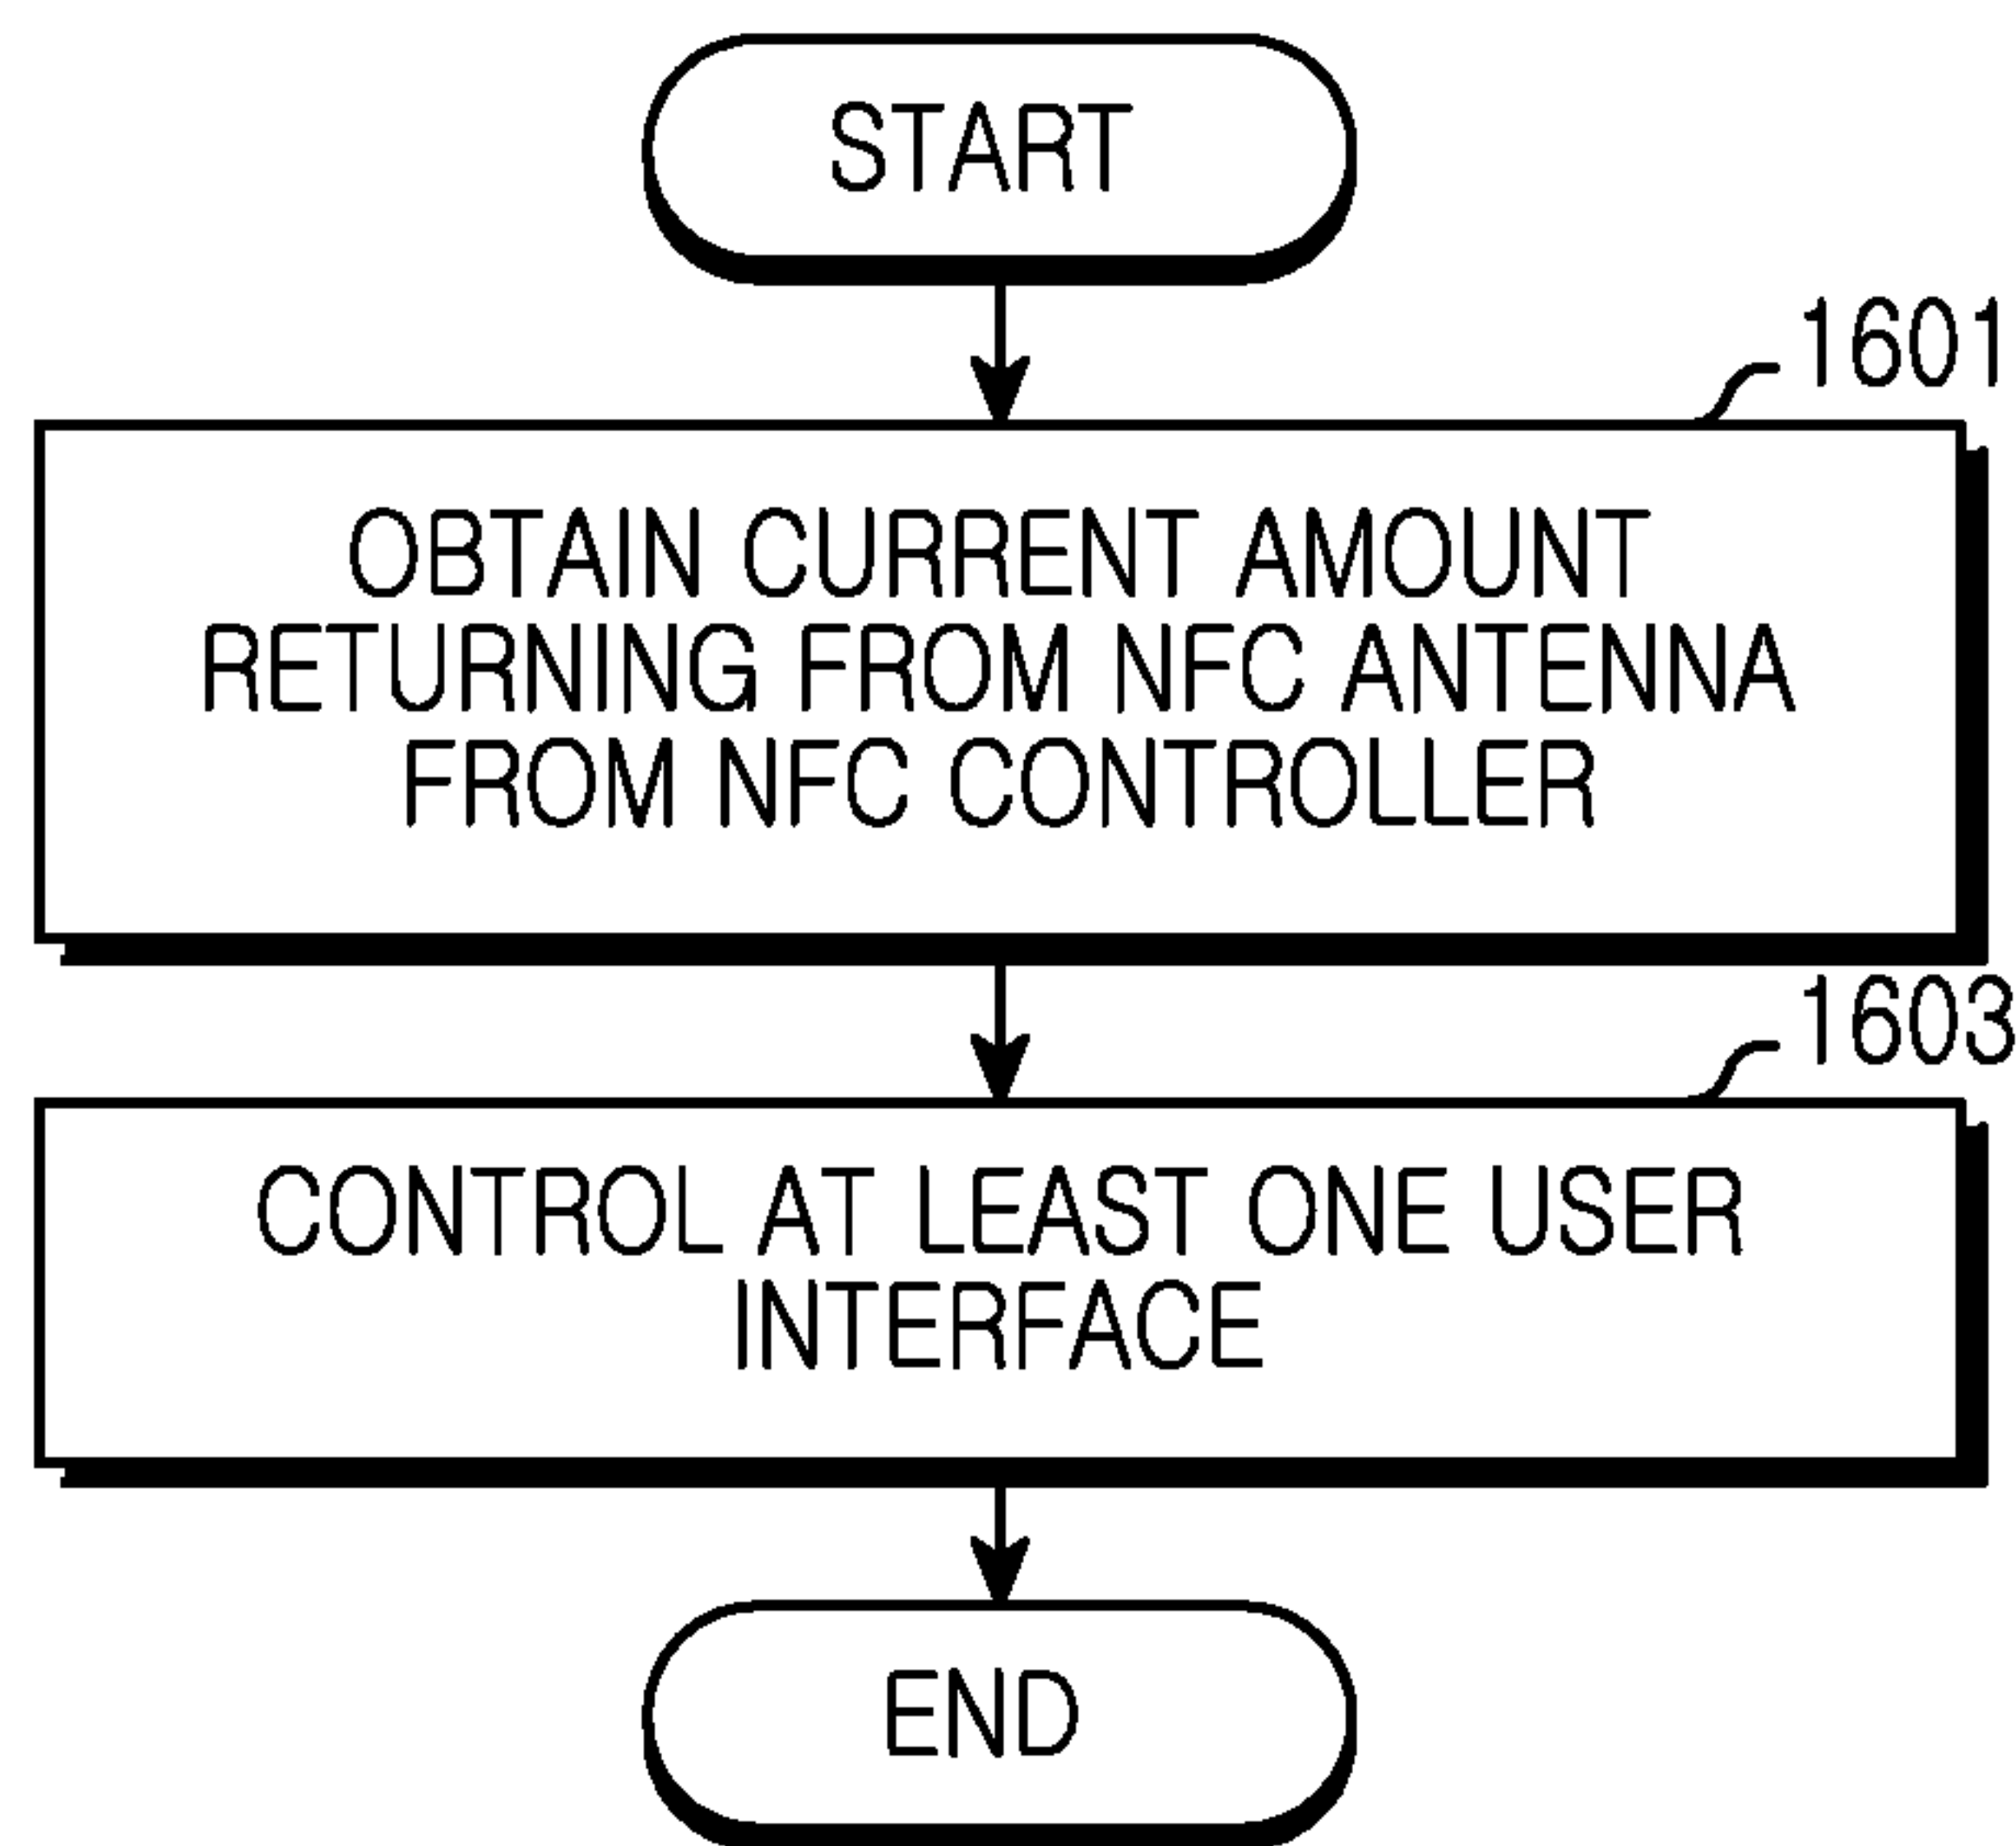 START
1601
OBTAIN CURRENT AMOUNT
RETURNING FROM NFC ANTENNA
FROM NFC CONTROLLER
1603
CONTROL AT LEAST ONE USER
INTERFACE
END